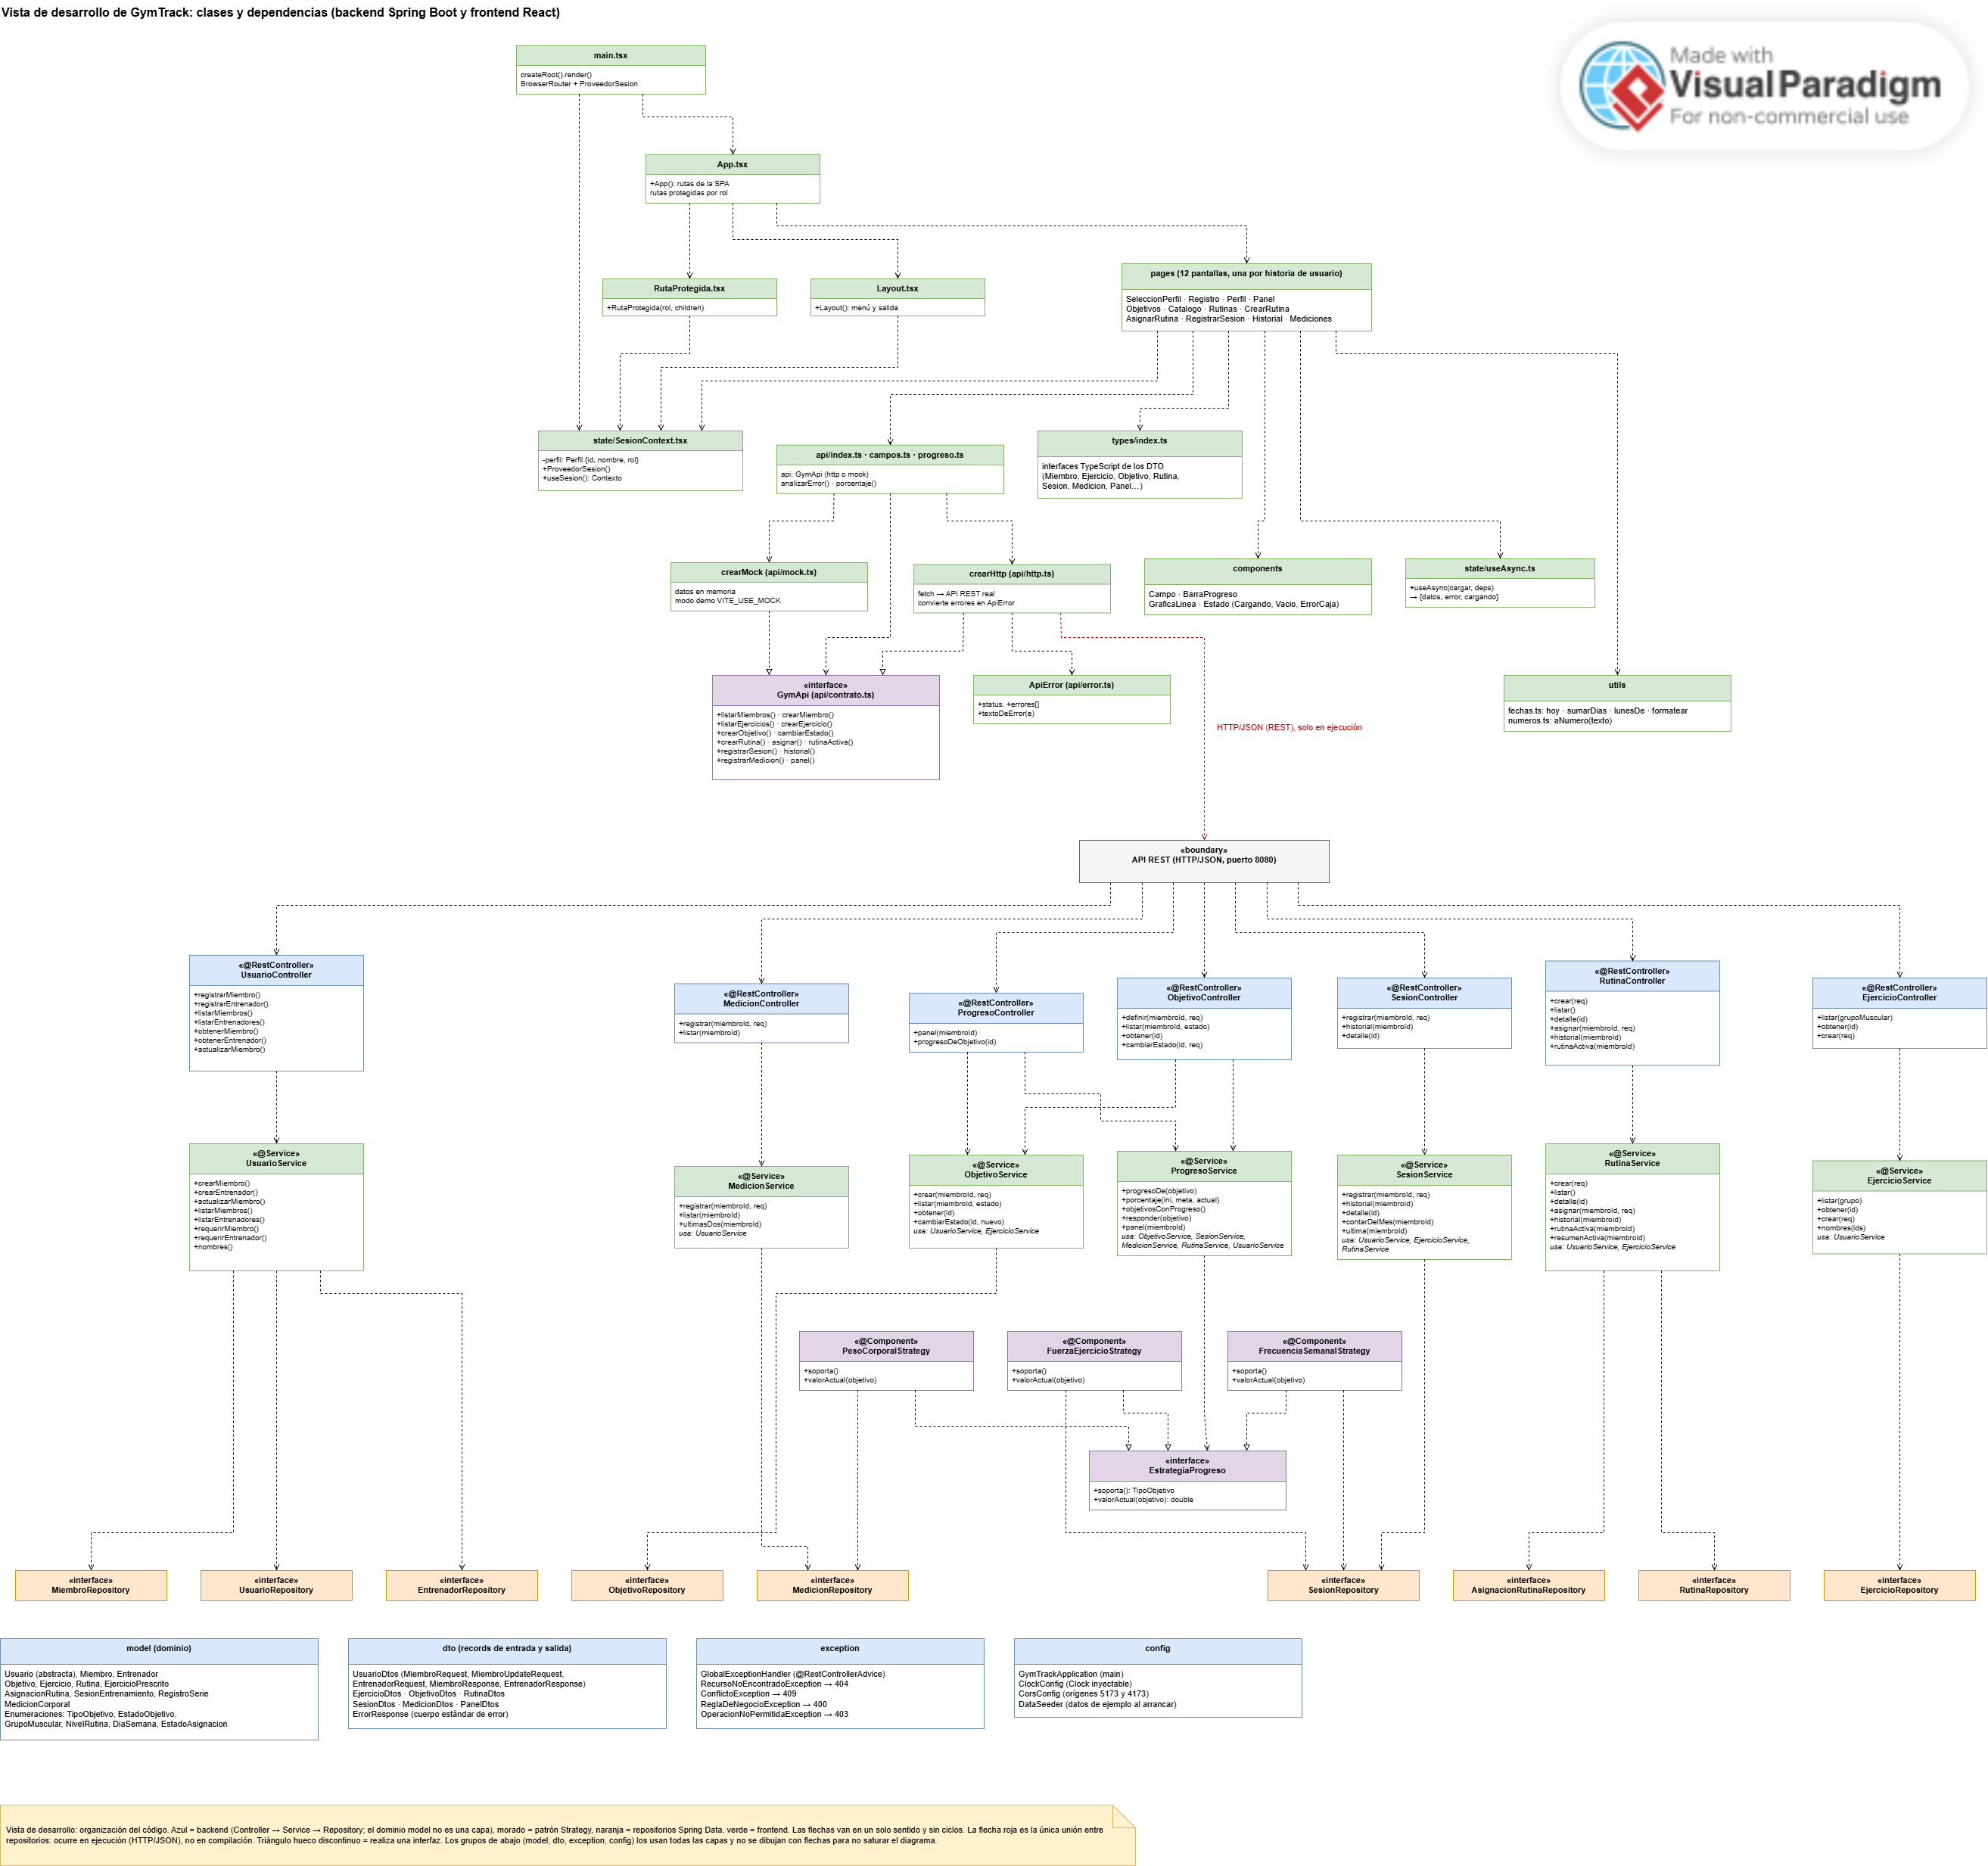 Vista de desarrollo de GymTrack: clases y dependencias (backend Spring Boot y frontend React)
Made with
Visual Paradigm
For non-commercial use
main.tsx
createRoot().render()
BrowserRouter + ProveedorSesion
App.tsx
+App(): rutas de la SPA
rutas protegidas por rol
RutaProtegida.tsx
+RutaProtegida(rol, children)
Layout.tsx
+Layout(): menú y salida
pages (12 pantallas, una por historia de usuario)
SeleccionPerfil · Registro · Perfil · Panel
Objetivos · Catalogo · Rutinas · CrearRutina
AsignarRutina · RegistrarSesion · Historial · Mediciones
state/SesionContext.tsx
-perfil: Perfil {id, nombre, rol}
+ProveedorSesion()
+useSesion(): Contexto
api/index.ts · campos.ts · progreso.ts
api: GymApi (http o mock)
analizarError() · porcentaje()
types/index.ts
interfaces TypeScript de los DTO
(Miembro, Ejercicio, Objetivo, Rutina,
Sesion, Medicion, Panel...)
crearMock (api/mock.ts)
datos en memoria
modo demo VITE_USE_MOCK
crearHttp (api/http.ts)
fetch → API REST real
convierte errores en ApiError
components
Campo · BarraProgreso
GraficaLinea · Estado (Cargando, Vacio, ErrorCaja)
state/useAsync.ts
+useAsync(cargar, deps)
→ {datos, error, cargando}
«interface»
GymApi (api/contrato.ts)
+listarMiembros() · crearMiembro()
+listarEjercicios() · crearEjercicio()
+crearObjetivo() · cambiarEstado()
+crearRutina() · asignar() · rutinaActiva()
+registrarSesion() · historial()
+registrarMedicion() · panel()
ApiError (api/error.ts)
+status, +errores[]
+textoDeError(e)
utils
fechas.ts: hoy · sumarDias · lunesDe · formatear
numeros.ts: aNumero(texto)
HTTP/JSON (REST), solo en ejecución
«boundary»
API REST (HTTP/JSON, puerto 8080)
«@RestController»
UsuarioController
+registrarMiembro()
+registrarEntrenador()
+listarMiembros()
+listarEntrenadores()
+obtenerMiembro()
+obtenerEntrenador()
+actualizarMiembro()
«@RestController»
MedicionController
+registrar(miembroId, req)
+listar(miembroId)
«@RestController»
ProgresoController
+panel(miembroId)
+progresoDeObjetivo(id)
«@RestController»
ObjetivoController
+definir(miembroId, req)
+listar(miembroId, estado)
+obtener(id)
+cambiarEstado(id, req)
«@RestController»
SesionController
+registrar(miembroId, req)
+historial(miembroId)
+detalle(id)
«@RestController»
RutinaController
+crear(req)
+listar()
+detalle(id)
+asignar(miembroId, req)
+historial(miembroId)
+rutinaActiva(miembroId)
«@RestController»
EjercicioController
+listar(grupoMuscular)
+obtener(id)
+crear(req)
«@Service»
UsuarioService
+crearMiembro()
+crearEntrenador()
+actualizarMiembro()
+listarMiembros()
+listarEntrenadores()
+requerirMiembro()
+requerirEntrenador()
+nombres()
«@Service»
MedicionService
+registrar(miembroId, req)
+listar(miembroId)
+ultimasDos(miembroId)
usa: UsuarioService
«@Service»
ObjetivoService
+crear(miembroId, req)
+listar(miembroId, estado)
+obtener(id)
+cambiarEstado(id, nuevo)
usa: UsuarioService, EjercicioService
«@Service»
ProgresoService
+progresoDe(objetivo)
+porcentaje(ini, meta, actual)
+objetivosConProgreso()
+responder(objetivo)
+panel(miembroId)
usa: ObjetivoService, SesionService,
MedicionService, RutinaService, UsuarioService
«@Service»
SesionService
+registrar(miembroId, req)
+historial(miembroId)
+detalle(id)
+contarDelMes(miembroId)
+ultima(miembroId)
usa: UsuarioService, EjercicioService,
RutinaService
«@Service»
RutinaService
+crear(req)
+listar()
+detalle(id)
+asignar(miembroId, req)
+historial(miembroId)
+rutinaActiva(miembroId)
+resumenActiva(miembroId)
usa: UsuarioService, EjercicioService
«@Service»
EjercicioService
+listar(grupo)
+obtener(id)
+crear(req)
+nombres(ids)
usa: UsuarioService
«@Component»
PesoCorporalStrategy
+soporta()
+valorActual(objetivo)
«@Component»
FuerzaEjercicioStrategy
+soporta()
+valorActual(objetivo)
«@Component»
FrecuenciaSemanalStrategy
+soporta()
+valorActual(objetivo)
«interface»
EstrategiaProgreso
+soporta(): TipoObjetivo
+valorActual(objetivo): double
«interface»
MiembroRepository
«interface»
UsuarioRepository
«interface»
EntrenadorRepository
«interface»
ObjetivoRepository
«interface»
MedicionRepository
«interface»
SesionRepository
«interface»
AsignacionRutinaRepository
«interface»
RutinaRepository
«interface»
EjercicioRepository
model (dominio)
Usuario (abstracta), Miembro, Entrenador
Objetivo, Ejercicio, Rutina, EjercicioPrescrito
AsignacionRutina, SesionEntrenamiento, RegistroSerie
MedicionCorporal
Enumeraciones: TipoObjetivo, EstadoObjetivo,
GrupoMuscular, NivelRutina, DiaSemana, EstadoAsignacion
dto (records de entrada y salida)
UsuarioDtos (MiembroRequest, MiembroUpdateRequest,
EntrenadorRequest, MiembroResponse, EntrenadorResponse)
EjercicioDtos · ObjetivoDtos · RutinaDtos
SesionDtos · MedicionDtos · PanelDtos
ErrorResponse (cuerpo estándar de error)
exception
GlobalExceptionHandler (@RestControllerAdvice)
RecursoNoEncontradoException → 404
ConflictoException → 409
ReglaDeNegocioException → 400
OperacionNoPermitidaException → 403
config
GymTrackApplication (main)
ClockConfig (Clock inyectable)
CorsConfig (orígenes 5173 y 4173)
DataSeeder (datos de ejemplo al arrancar)
Vista de desarrollo: organización del código. Azul = backend (Controller → Service → Repository; el dominio model no es una capa), morado = patrón Strategy, naranja = repositorios Spring Data, verde = frontend. Las flechas van en un solo sentido y sin ciclos. La flecha roja es la única unión entre
repositorios: ocurre en ejecución (HTTP/JSON), no en compilación. Triángulo hueco discontinuo = realiza una interfaz. Los grupos de abajo (model, dto, exception, config) los usan todas las capas y no se dibujan con flechas para no saturar el diagrama.